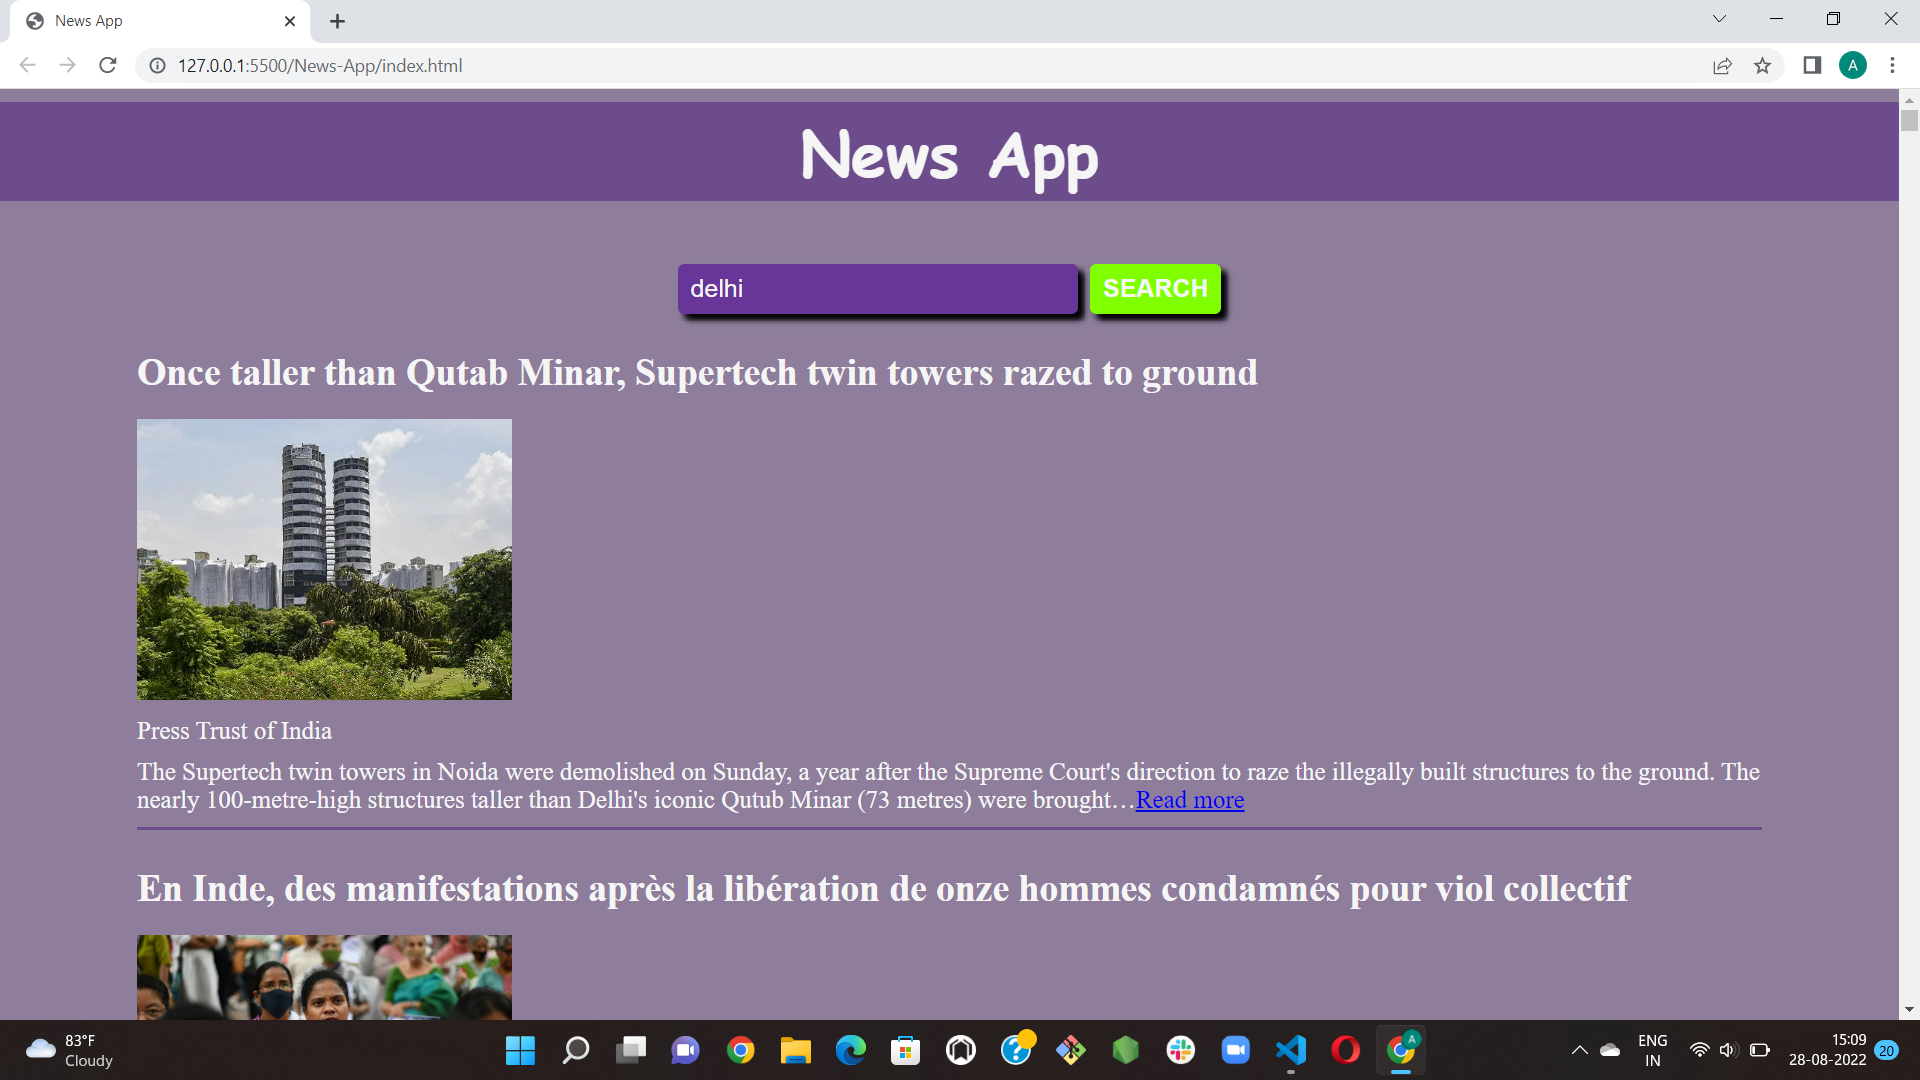 News App
127.0.0.1:5500/News-App/index.html
A
News App
delhi
SEARCH
Once taller than Qutab Minar, Supertech twin towers razed to ground
Press Trust of India
The Supertech twin towers in Noida were demolished on Sunday, a year after the Supreme Court's direction to raze the illegally built structures to the ground. The
nearly 100-metre-high structures taller than Delhi's iconic Qutub Minar (73 metres) were brought…Read more
En Inde, des manifestations après la libération de onze hommes condamnés pour viol collectif
83°F
Cloudy
A
ENG
IN
15:09
28-08-2022
20